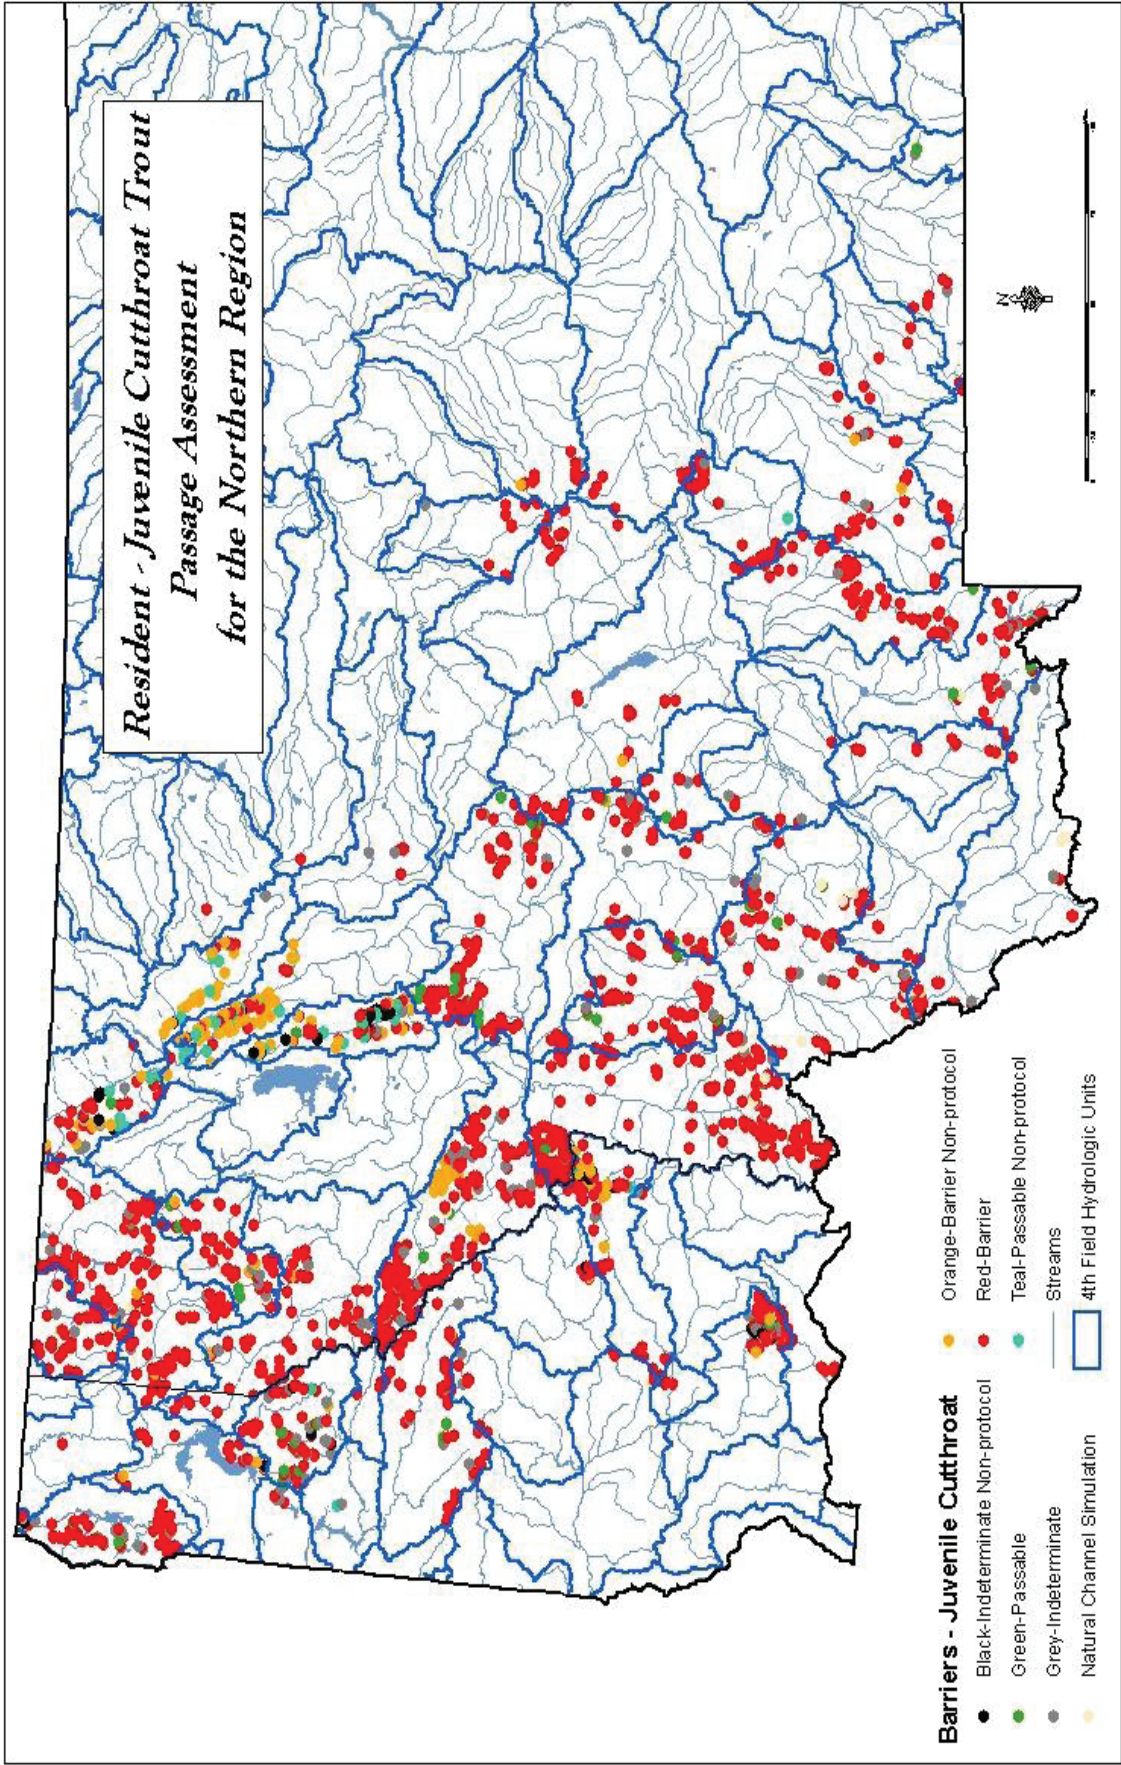 Resident - Juvenile Cutthroat Trout
Passage Assessment
for the Northern Region
N
Barriers - Juvenile Cutthroat
Black-Indeterminate Non-protocol
Green-Passable
Grey-Indeterminate
Natural Channel Simulation
Orange-Barrier Non-protocol
Red-Barrier
Teal-Passable Non-protocol
Streams
4th Field Hydrologic Units